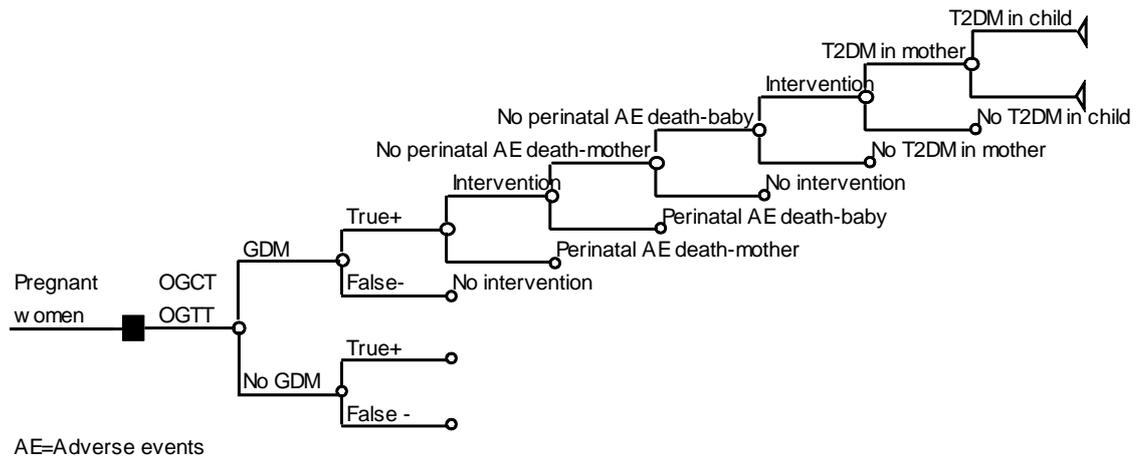 T2DM in child
T2DM in mother
Intervention
No T2DM in child
No perinatal AE death-baby
No perinatal AE death-mother
No T2DM in mother
Intervention
No intervention
True+
Perinatal AE death-baby
GDM
Perinatal AE death-mother
Pregnant
women
OGCT
OGTT
False-
No intervention
True+
No GDM
False -
AE=Adverse events